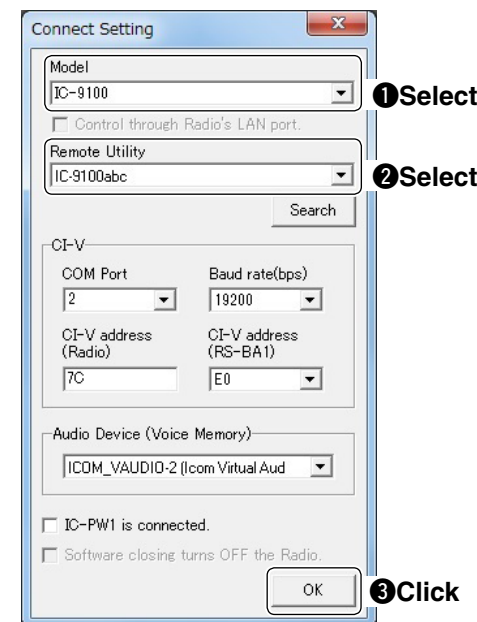 Connect Setting
Model
IC-9100
❶Select
Control through Radio's LAN port.
Remote Utility
IC-9100abc
❷Select
Search
CI-V
COM Port Baud rate(bps)
2 19200
CI-V address (Radio) CI-V address (RS-BA1)
7C E0
Audio Device (Voice Memory)
ICOM_VAUDIO-2 (Icom Virtual Aud
IC-PW1 is connected.
Software closing turns OFF the Radio.
OK
❸Click